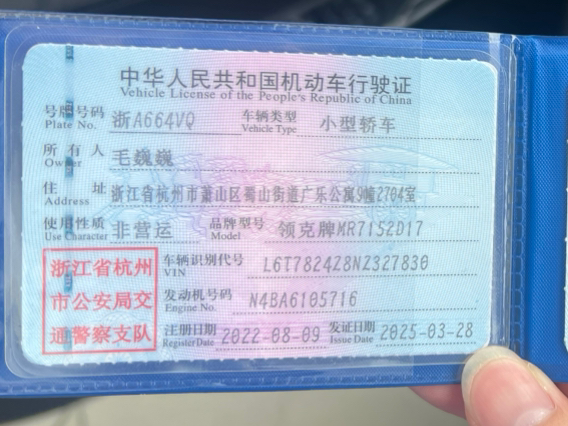 中华人民共和国机动车行驶证
Vehicle License of the People's Republic of China
号牌号码 Plate No. 浙A664VQ 车辆类型 Vehicle Type 小型轿车
所有人 Owner 毛巍巍
住址 Address 浙江省杭州市萧山区蜀山街道广乐公寓9幢2704室
使用性质 Use Character 非营运 品牌型号 Model 领克牌MR7152D17
车辆识别代号 VIN L6T7824Z8NZ327830
发动机号码 Engine No. N4BA6105716
注册日期 Register Date 2022-08-09 发证日期 Issue Date 2025-03-28
浙江省杭州
市公安局交
通警察支队